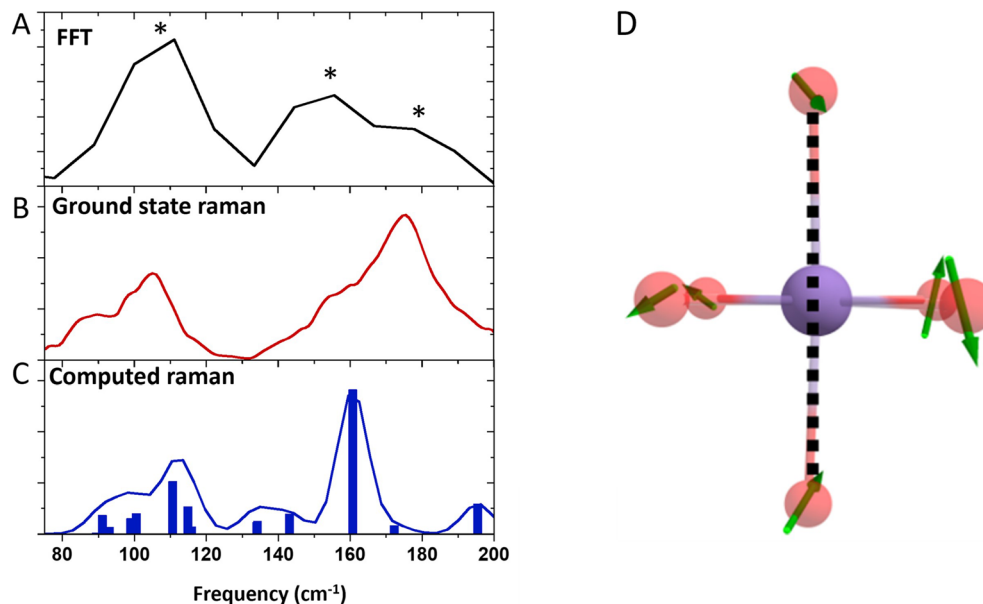 A
FFT
*
*
*
B
Ground state raman
C
Computed raman
80 100 120 140 160 180 200
Frequency (cm⁻¹)
D